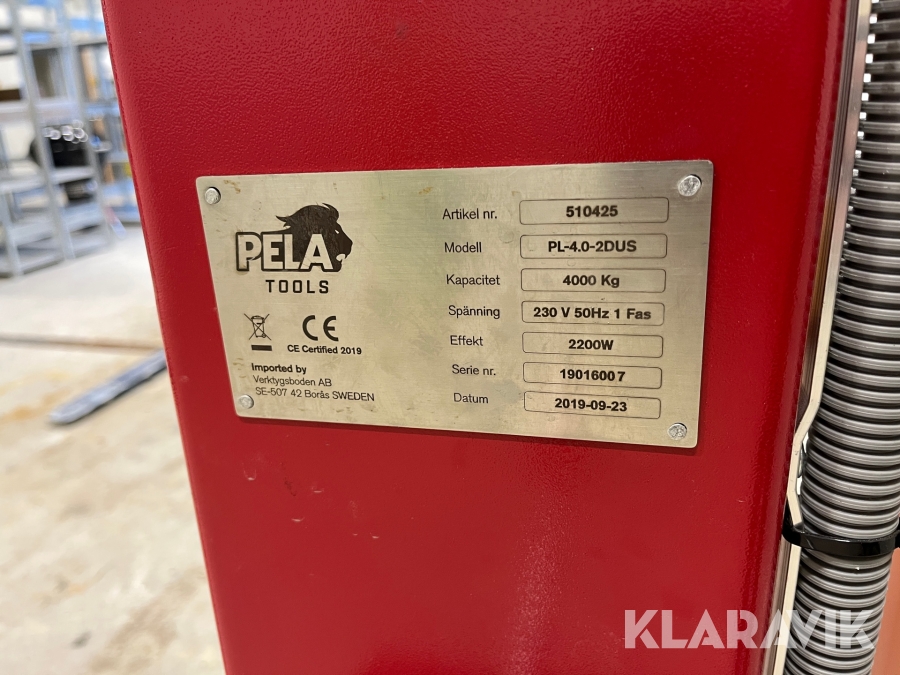 PELA
TOOLS
CE
CE Certified 2019
Imported by
Verktygsboden AB
SE-507 42 Borås SWEDEN
Artikel nr. 510425
Modell PL-4.0-2DUS
Kapacitet 4000 Kg
Spänning 230 V 50Hz 1 Fas
Effekt 2200W
Serie nr. 19016007
Datum 2019-09-23
KLARAVIK